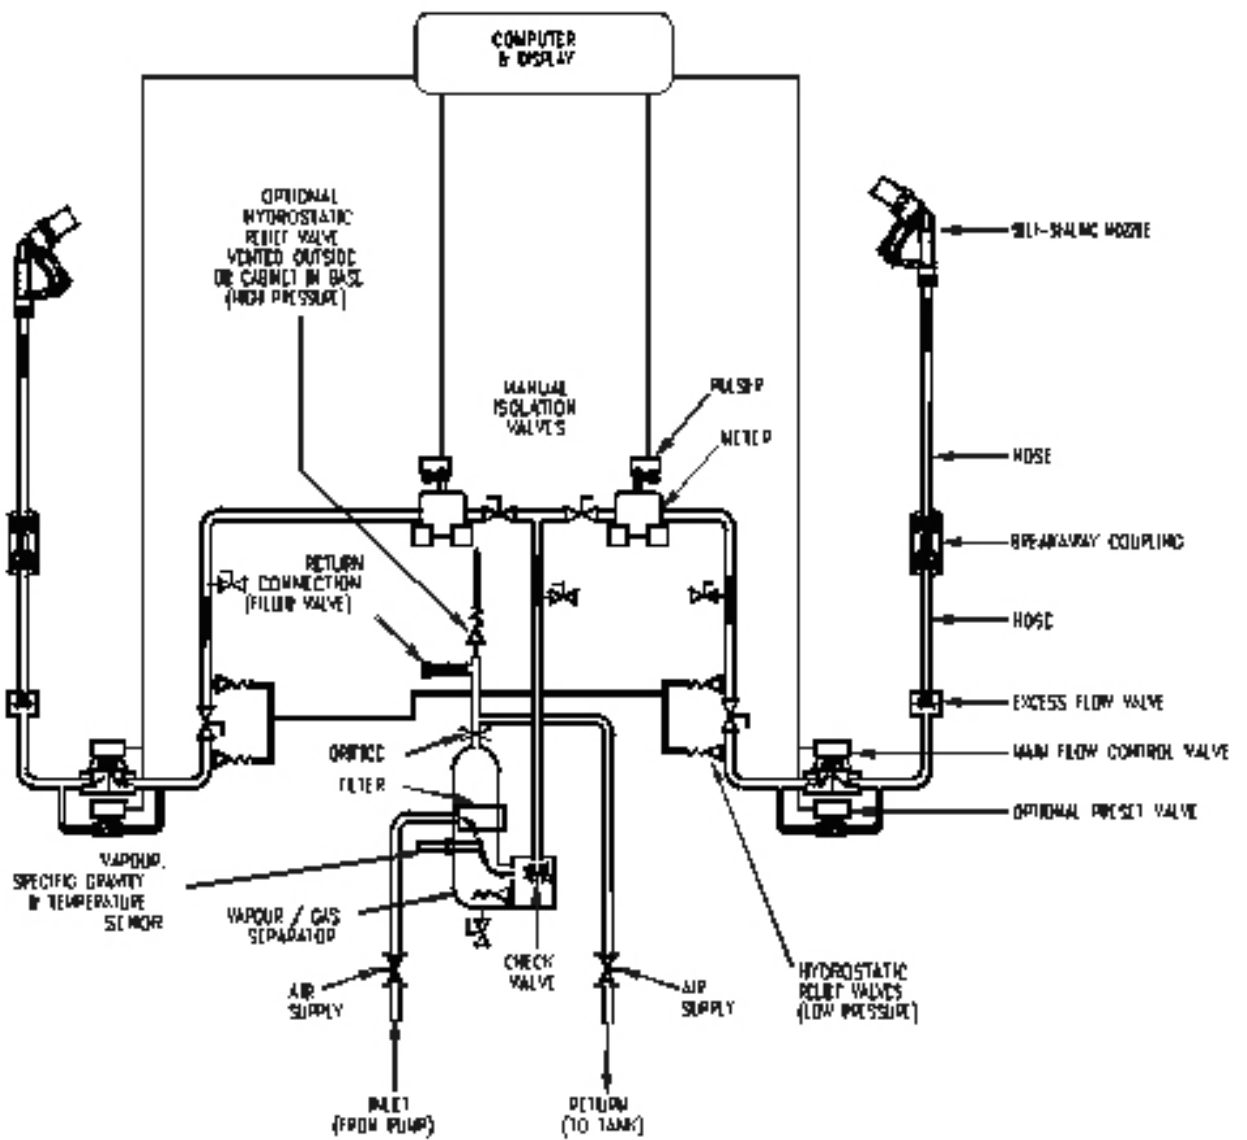 COMPUTER
& DISPLAY
OPTIONAL
HYDROSTATIC
RELIEF VALVE
VENTED OUTSIDE
OF CABINET IN BASE
(HIGH PRESSURE)
SELF-SEALING NOZZLE
MANUAL
ISOLATION
VALVES
PULSER
METER
HOSE
BREAKAWAY COUPLING
RETURN
CONNECTION
(FILLER VALVE)
HOSE
EXCESS FLOW VALVE
ORIFICE
MAIN FLOW CONTROL VALVE
FILTER
OPTIONAL PRESET VALVE
VAPOUR,
SPECIFIC GRAVITY
& TEMPERATURE
SENSOR
VAPOUR / GAS
SEPARATOR
CHECK
VALVE
HYDROSTATIC
RELIEF VALVES
(LOW PRESSURE)
AIR
SUPPLY
AIR
SUPPLY
INLET
(FROM PUMP)
RETURN
(TO TANK)